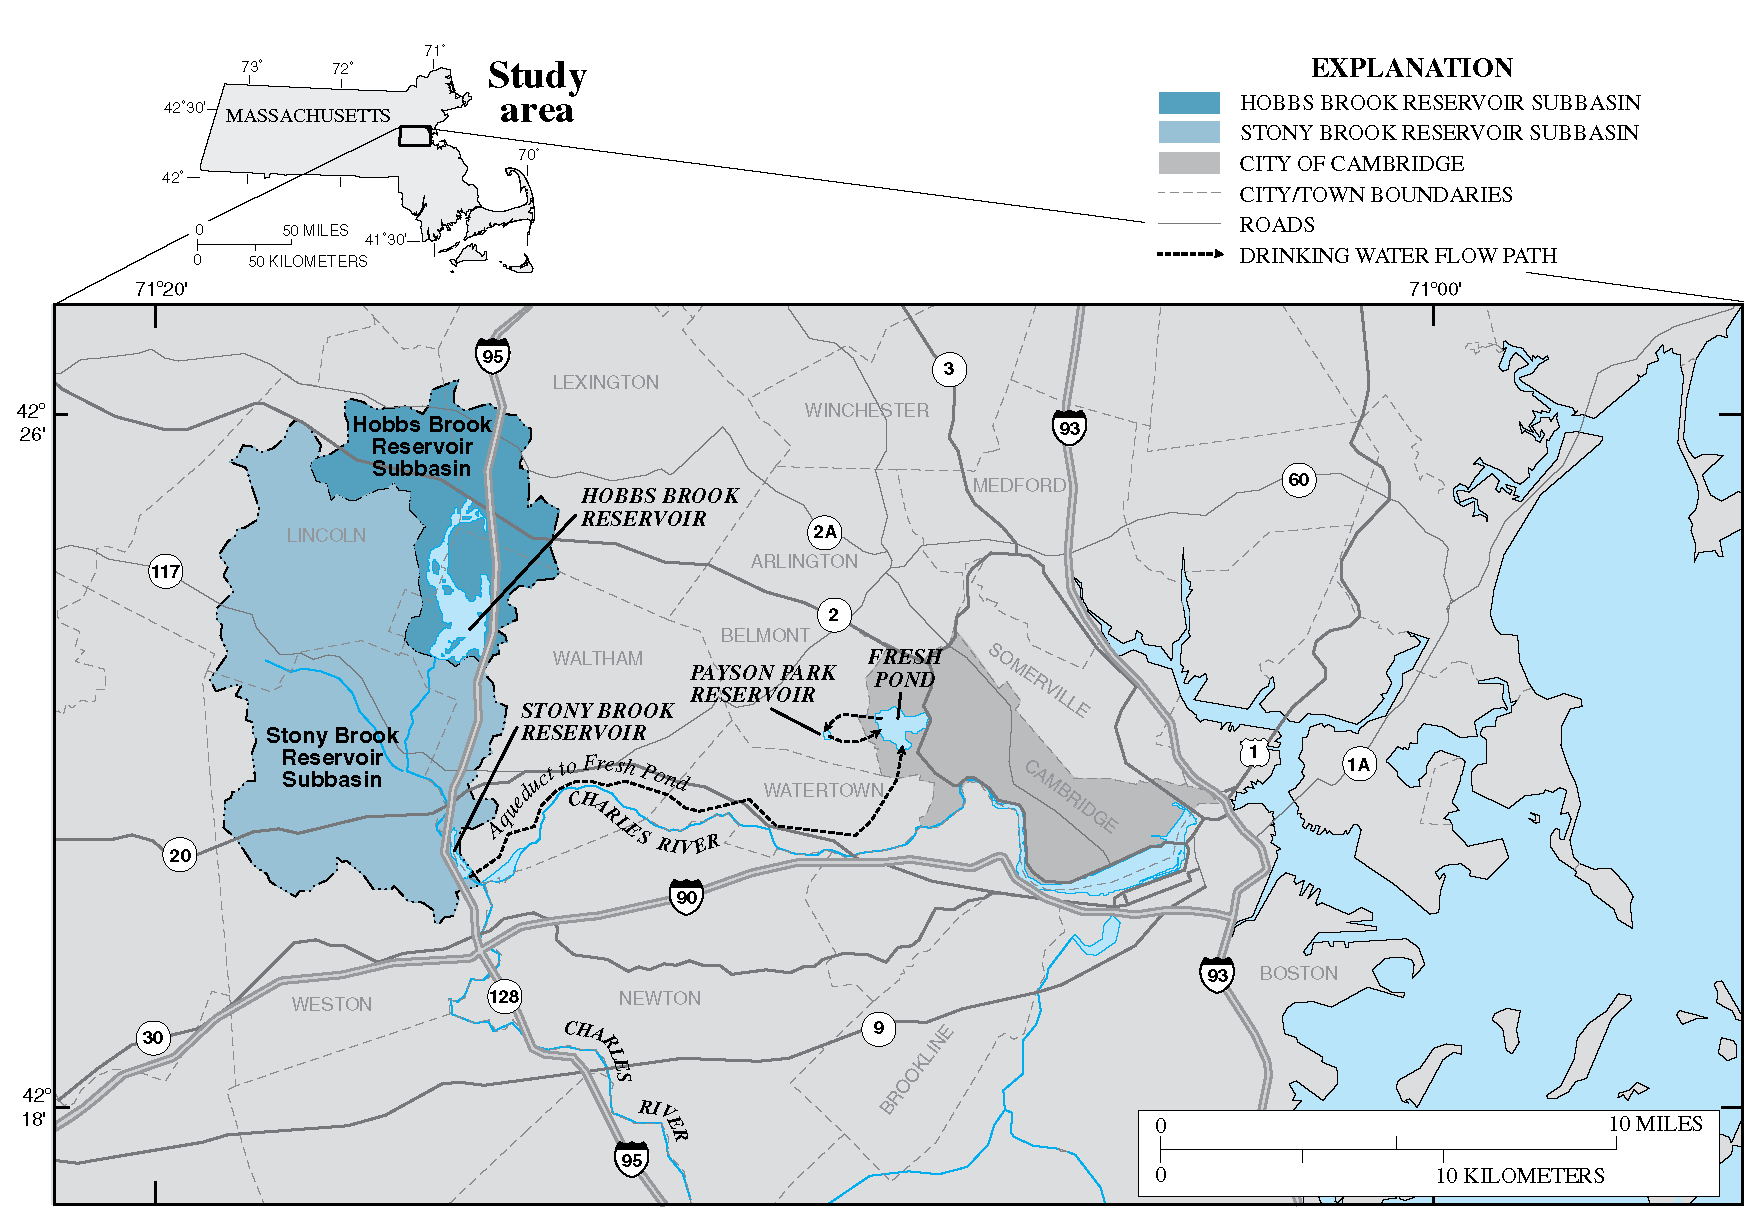 Study
area
71°
73°
72°
42°30'
MASSACHUSETTS
70°
42°
0
50 MILES
41°30'
0
50 KILOMETERS
EXPLANATION
HOBBS BROOK RESERVOIR SUBBASIN
STONY BROOK RESERVOIR SUBBASIN
CITY OF CAMBRIDGE
CITY/TOWN BOUNDARIES
ROADS
DRINKING WATER FLOW PATH
71°20'
71°00'
42°
26'
95
LEXINGTON
3
WINCHESTER
93
Hobbs Brook
Reservoir
Subbasin
MEDFORD
60
HOBBS BROOK
RESERVOIR
LINCOLN
2A
ARLINGTON
117
2
BELMONT
WALTHAM
SOMERVILLE
FRESH
POND
PAYSON PARK
RESERVOIR
STONY BROOK
RESERVOIR
Stony Brook
Reservoir
Subbasin
1
1A
Aqueduct to Fresh Pond
WATERTOWN
CAMBRIDGE
CHARLES RIVER
20
90
93
BOSTON
WESTON
128
NEWTON
30
9
CHARLES
RIVER
BROOKLINE
42°
18'
95
0
10 MILES
0
10 KILOMETERS